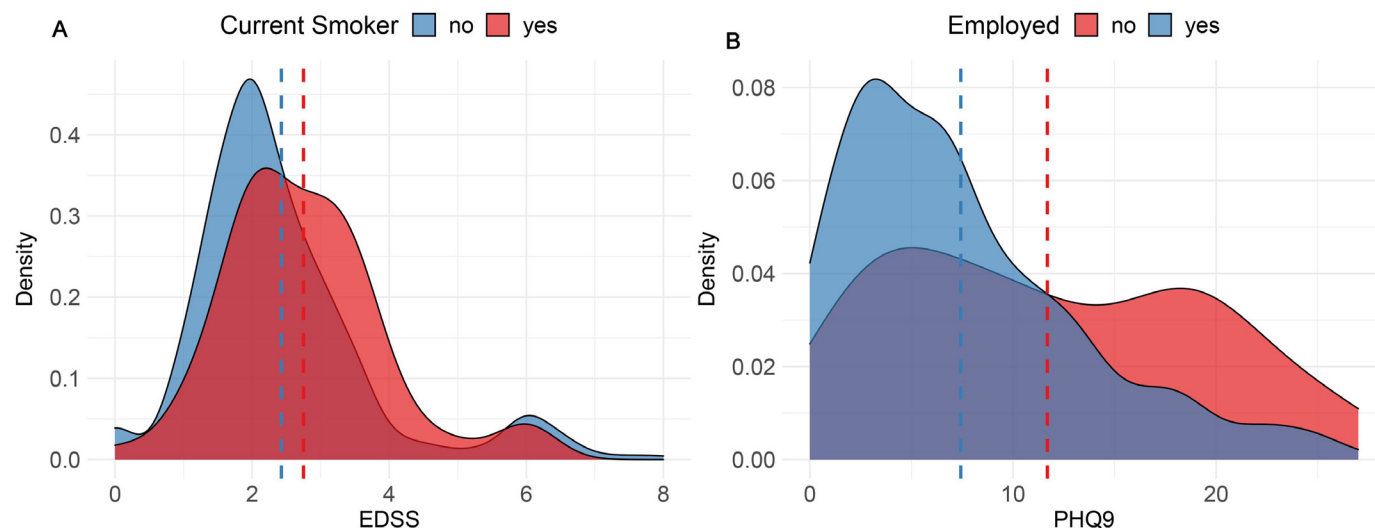 A
Current Smoker no yes
Density
0.4
0.3
0.2
0.1
0.0
0 2 4 6 8
EDSS
B
Employed no yes
Density
0.08
0.06
0.04
0.02
0.00
0 10 20
PHQ9